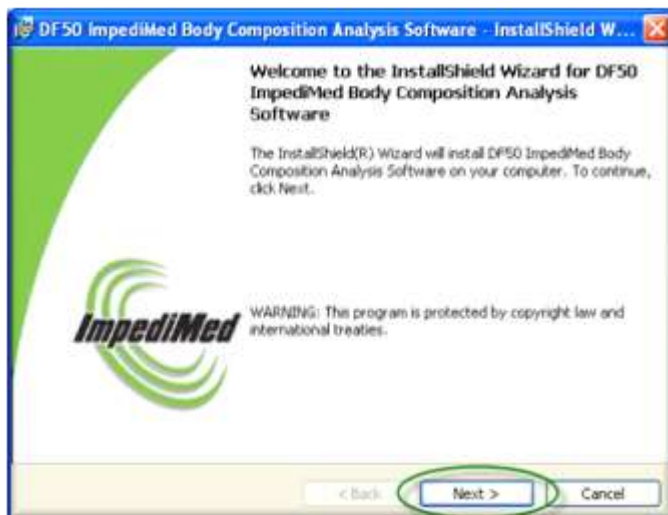 DF50 ImpediMed Body Composition Analysis Software - InstallShield W...
Welcome to the InstallShield Wizard for DF50
ImpediMed Body Composition Analysis
Software
The InstallShield(R) Wizard will install DF50 ImpediMed Body
Composition Analysis Software on your computer. To continue,
click Next.
ImpediMed
WARNING: This program is protected by copyright law and
international treaties.
< Back
Next >
Cancel